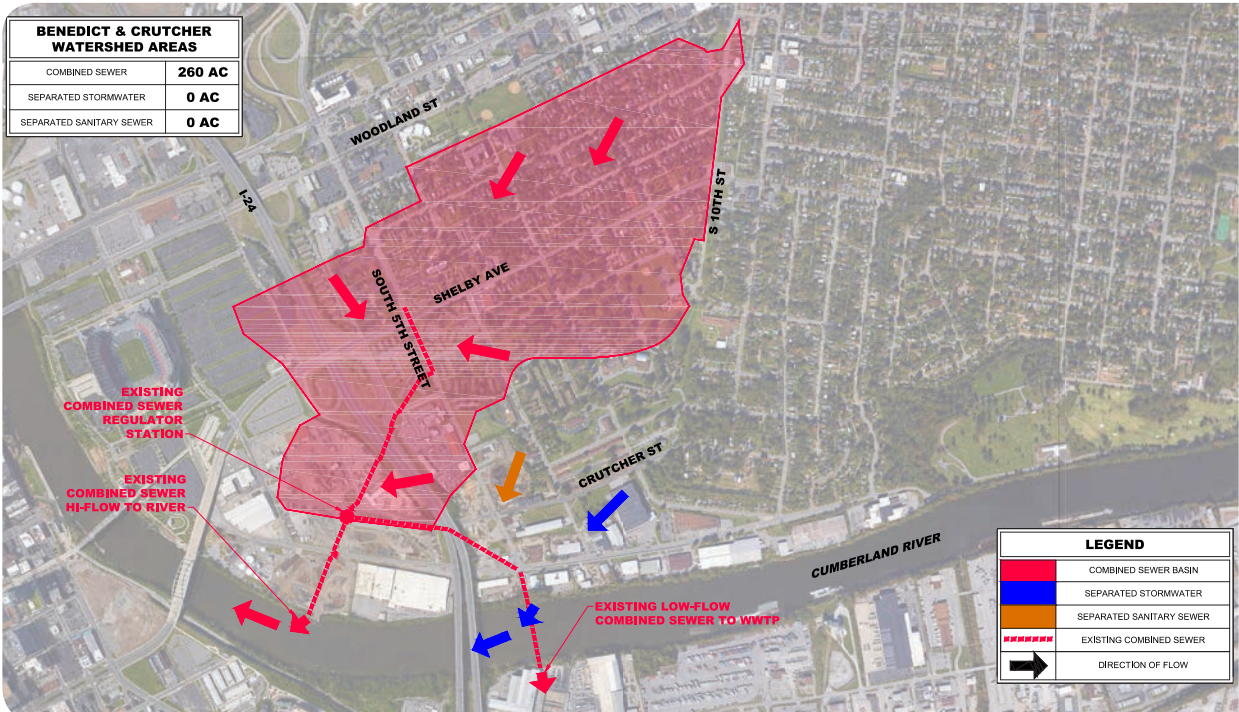 BENEDICT & CRUTCHER
WATERSHED AREAS
COMBINED SEWER 260 AC
SEPARATED STORMWATER 0 AC
SEPARATED SANITARY SEWER 0 AC
WOODLAND ST
I-24
S 10TH ST
SHELBY AVE
SOUTH 5TH STREET
EXISTING
COMBINED SEWER
REGULATOR
STATION
EXISTING
COMBINED SEWER
HI-FLOW TO RIVER
CRUTCHER ST
CUMBERLAND RIVER
EXISTING LOW-FLOW
COMBINED SEWER TO WWTP
LEGEND
COMBINED SEWER BASIN
SEPARATED STORMWATER
SEPARATED SANITARY SEWER
EXISTING COMBINED SEWER
DIRECTION OF FLOW